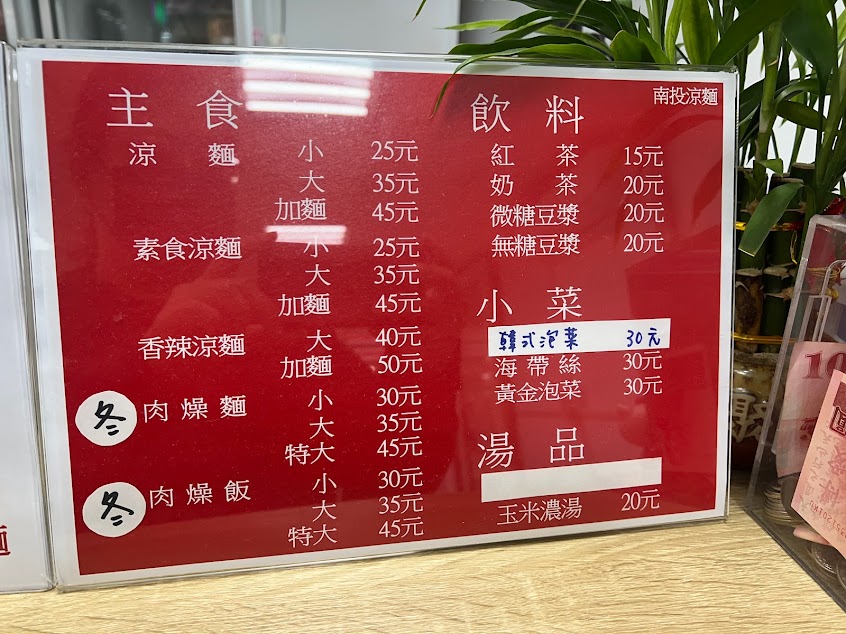 南投涼麵
主食
涼麵 小 25元
大 35元
加麵 45元
素食涼麵 小 25元
大 35元
加麵 45元
香辣涼麵 大 40元
加麵 50元
冬 肉燥麵 小 30元
大 35元
特大 45元
冬 肉燥飯 小 30元
大 35元
特大 45元
飲料
紅茶 15元
奶茶 20元
微糖豆漿 20元
無糖豆漿 20元
小菜
韓式泡菜 30元
海帶絲 30元
黃金泡菜 30元
湯品
玉米濃湯 20元
麵
10